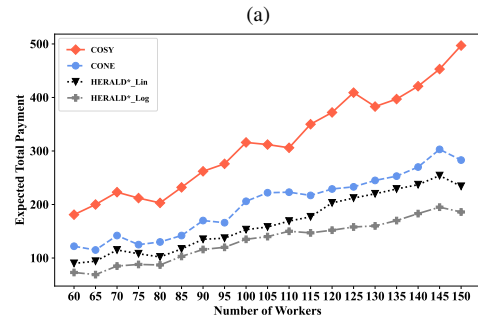 (a)
500
400
300
200
100
Expected Total Payment
COSY
CONE
HERALD*_Lin
HERALD*_Log
60 65 70 75 80 85 90 95 100 105 110 115 120 125 130 135 140 145 150
Number of Workers